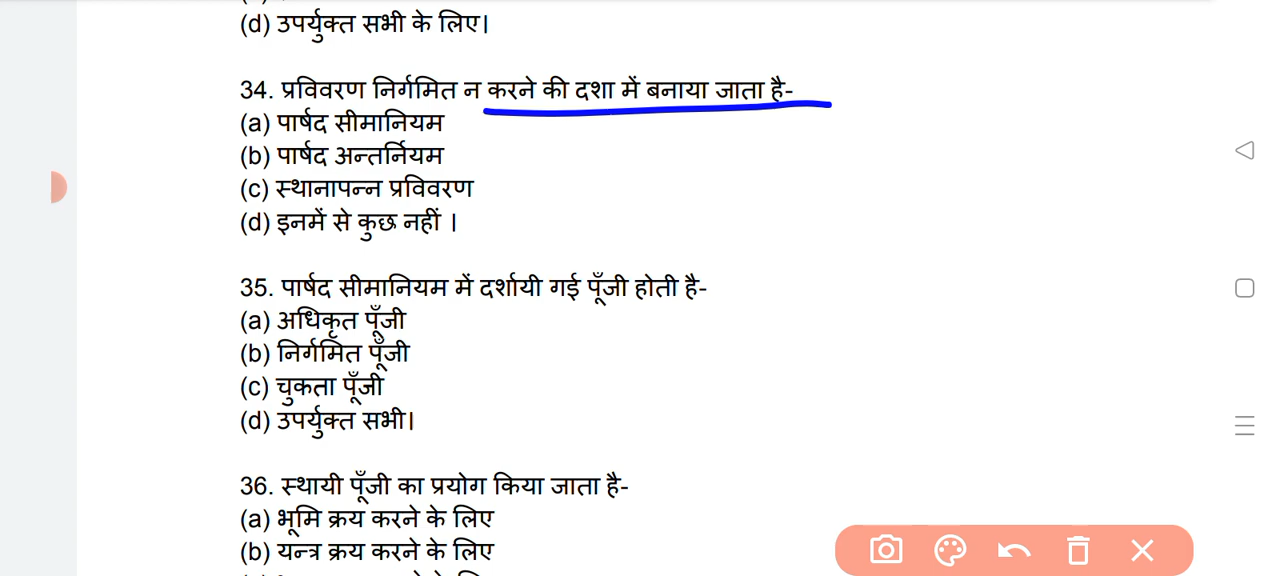 (d) उपर्युक्त सभी के लिए।
34. प्रविवरण निर्गमित न करने की दशा में बनाया जाता है-
(a) पार्षद सीमानियम
(b) पार्षद अन्तर्नियम
(c) स्थानापन्न प्रविवरण
(d) इनमें से कुछ नहीं ।
35. पार्षद सीमानियम में दर्शायी गई पूँजी होती है-
(a) अधिकृत पूँजी
(b) निर्गमित पूँजी
(c) चुकता पूँजी
(d) उपर्युक्त सभी।
36. स्थायी पूँजी का प्रयोग किया जाता है-
(a) भूमि क्रय करने के लिए
(b) यन्त्र क्रय करने के लिए